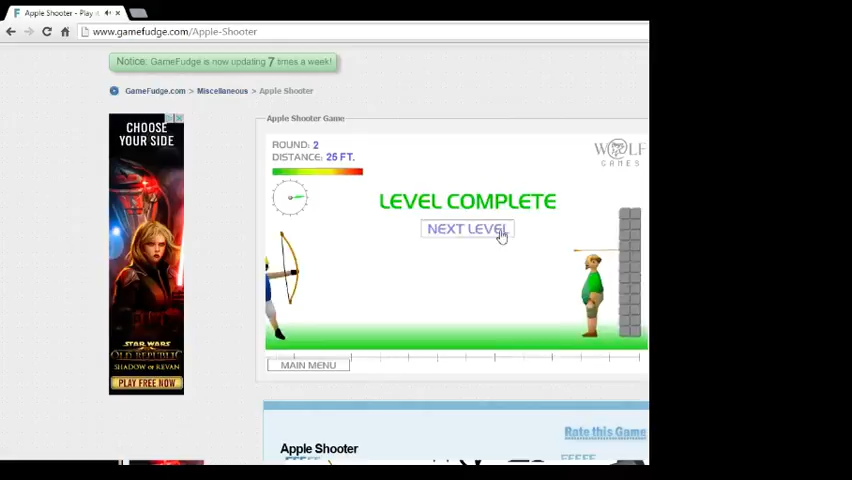 Apple Shooter - Play
www.gamefudge.com/Apple-Shooter
Notice: GameFudge is now updating 7 times a week!
GameFudge.com > Miscellaneous > Apple Shooter
CHOOSE
YOUR SIDE
STAR WARS
THE OLD REPUBLIC
SHADOW OF REVAN
PLAY FREE NOW
Apple Shooter Game
ROUND: 2
DISTANCE: 25 FT.
WOLF
GAMES
LEVEL COMPLETE
NEXT LEVEL
MAIN MENU
Rate this Game
Apple Shooter